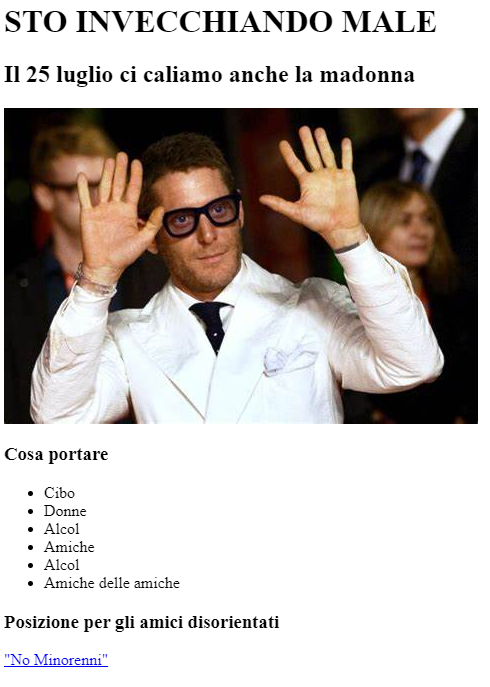 STO INVECCHIANDO MALE
Il 25 luglio ci caliamo anche la madonna
Cosa portare
Cibo
Donne
Alcol
Amiche
Alcol
Amiche delle amiche
Posizione per gli amici disorientati
"No Minorenni"